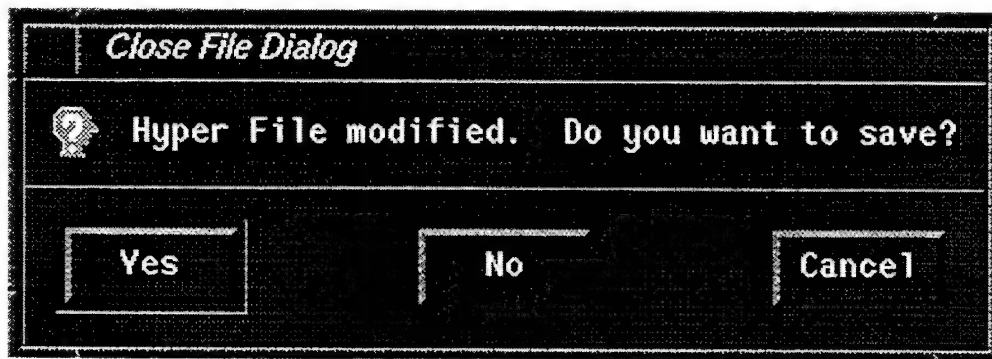 Close File Dialog
Hyper File modified.  Do you want to save?
Yes No Cancel